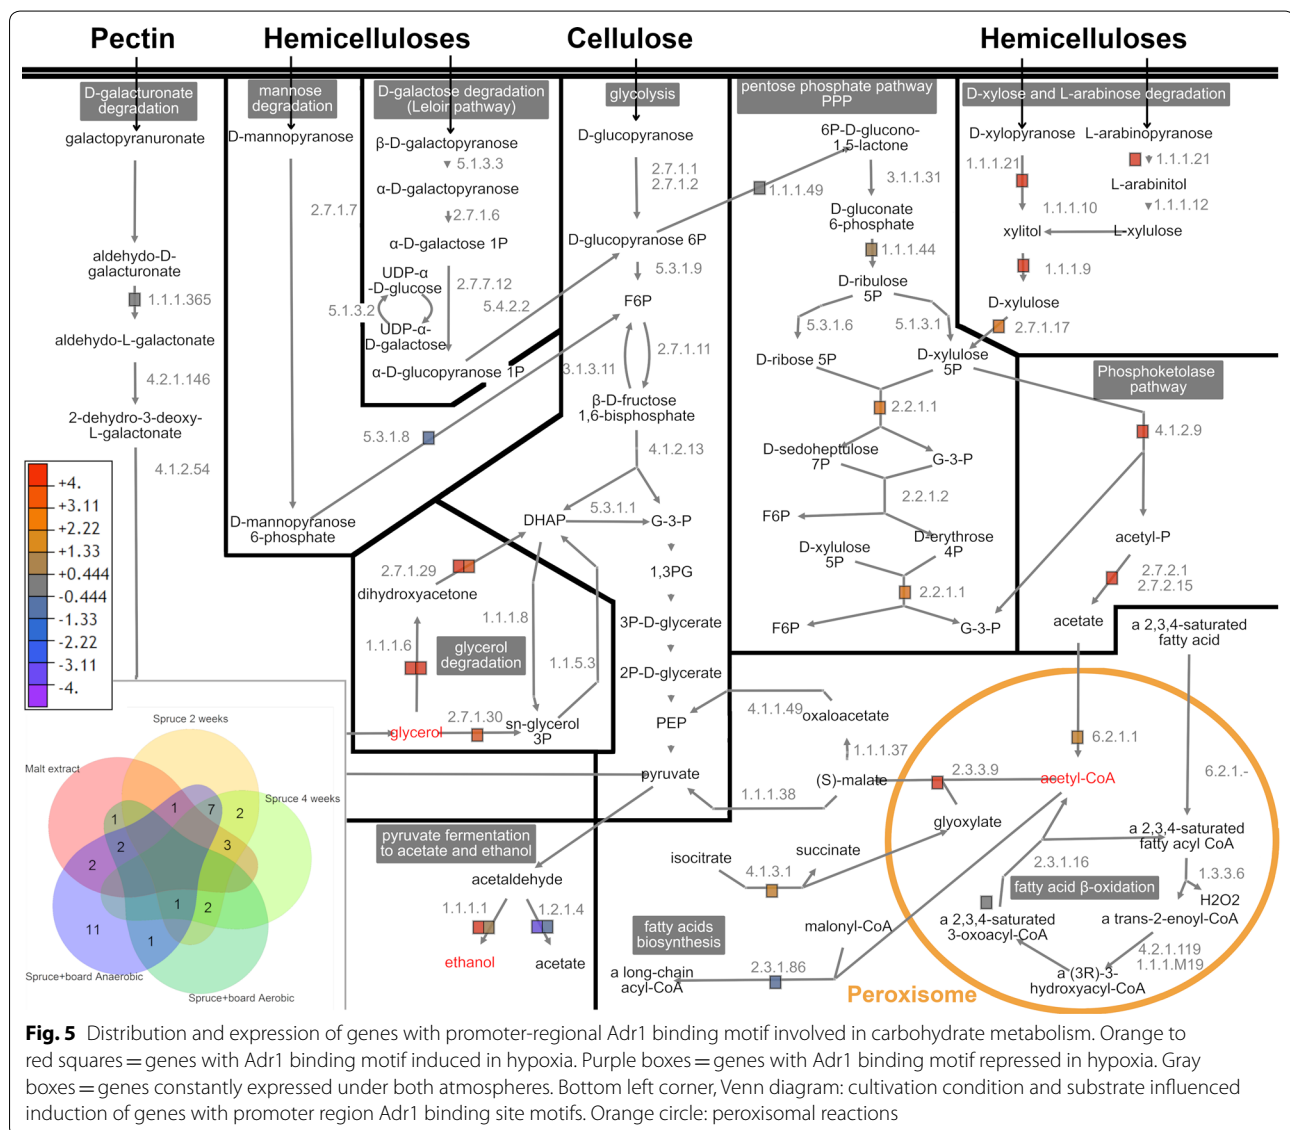 Pectin
Hemicelluloses
Cellulose
Hemicelluloses
D-galacturonate
degradation
galactopyranuronate
aldehydo-D-
galacturonate
1.1.1.365
aldehydo-L-galactonate
4.2.1.146
2-dehydro-3-deoxy-
L-galactonate
4.1.2.54
mannose
degradation
D-mannopyranose
2.7.1.7
D-mannopyranose
6-phosphate
5.3.1.8
D-galactose degradation
(Leloir pathway)
β-D-galactopyranose
5.1.3.3
α-D-galactopyranose
2.7.1.6
α-D-galactose 1P
UDP-α
-D-glucose
2.7.7.12
5.1.3.2
UDP-α-
D-galactose
α-D-glucopyranose 1P
5.4.2.2
glycolysis
D-glucopyranose
2.7.1.1
2.7.1.2
D-glucopyranose 6P
5.3.1.9
F6P
2.7.1.11
3.1.3.11
β-D-fructose
1,6-bisphosphate
4.1.2.13
5.3.1.1
DHAP
G-3-P
1,3PG
3P-D-glycerate
2P-D-glycerate
PEP
pyruvate
pentose phosphate pathway
PPP
6P-D-glucono-
1,5-lactone
1.1.1.49
3.1.1.31
D-gluconate
6-phosphate
1.1.1.44
D-ribulose
5P
5.3.1.6
5.1.3.1
D-ribose 5P
D-xylulose
5P
2.2.1.1
D-sedoheptulose
7P
G-3-P
2.2.1.2
F6P
D-erythrose
4P
D-xylulose
5P
2.2.1.1
F6P
G-3-P
D-xylose and L-arabinose degradation
D-xylopyranose
L-arabinopyranose
1.1.1.21
1.1.1.21
L-arabinitol
1.1.1.10
1.1.1.12
xylitol
L-xylulose
1.1.1.9
D-xylulose
2.7.1.17
Phosphoketolase
pathway
4.1.2.9
acetyl-P
2.7.2.1
2.7.2.15
acetate
a 2,3,4-saturated
fatty acid
6.2.1.1
6.2.1.-
acetyl-CoA
2.3.3.9
(S)-malate
glyoxylate
1.1.1.37
oxaloacetate
4.1.1.49
1.1.1.38
isocitrate
succinate
4.1.3.1
a 2,3,4-saturated
fatty acyl CoA
2.3.1.16
1.3.3.6
H2O2
fatty acid β-oxidation
a 2,3,4-saturated
3-oxoacyl-CoA
a trans-2-enoyl-CoA
4.2.1.119
1.1.1.M19
a (3R)-3-
hydroxyacyl-CoA
Peroxisome
fatty acids
biosynthesis
malonyl-CoA
a long-chain
acyl-CoA
2.3.1.86
2.7.1.29
dihydroxyacetone
1.1.1.6
glycerol
degradation
1.1.1.8
1.1.5.3
2.7.1.30
glycerol
sn-glycerol
3P
pyruvate fermentation
to acetate and ethanol
acetaldehyde
1.1.1.1
1.2.1.4
ethanol
acetate
+4.
+3.11
+2.22
+1.33
+0.444
-0.444
-1.33
-2.22
-3.11
-4.
Spruce 2 weeks
Malt extract
Spruce 4 weeks
1
1
7
2
2
3
2
1
2
11
1
Spruce+board Anaerobic
Spruce+board Aerobic
Fig. 5 Distribution and expression of genes with promoter-regional Adr1 binding motif involved in carbohydrate metabolism. Orange to
red squares = genes with Adr1 binding motif induced in hypoxia. Purple boxes = genes with Adr1 binding motif repressed in hypoxia. Gray
boxes = genes constantly expressed under both atmospheres. Bottom left corner, Venn diagram: cultivation condition and substrate influenced
induction of genes with promoter region Adr1 binding site motifs. Orange circle: peroxisomal reactions